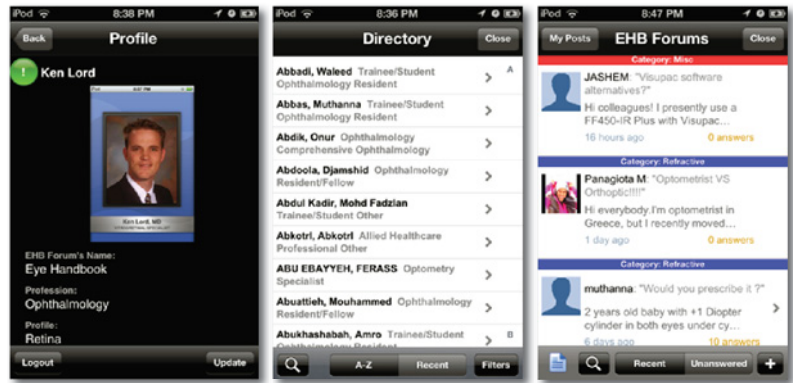 iPod
8:38 PM
Back
Profile
Ken Lord
Ken Lord, MD
EHB Forum's Name:
Eye Handbook
Profession:
Ophthalmology
Profile:
Retina
Logout
Update
iPod
8:36 PM
Directory
Close
Abbadi, Waleed Trainee/Student
Ophthalmology Resident
A
Abbas, Muthanna Trainee/Student
Ophthalmology Resident
Abdik, Onur Ophthalmology
Comprehensive Ophthalmology
Abdoola, Djamshid Ophthalmology
Resident/Fellow
Abdul Kadir, Mohd Fadzlan
Trainee/Student Other
Abkotrl, Abkotrl Allied Healthcare
Professional Other
ABU EBAYYEH, FERASS Optometry
Specialist
Abuattieh, Mouhammed Ophthalmology
Resident/Fellow
Abukhashabah, Amro Trainee/Student
Ophthalmology Resident
B
A-Z
Recent
Filters
iPod
8:47 PM
My Posts
EHB Forums
Close
Category: Misc
JASHEM: "Visupac software
alternatives?"
Hi colleagues! I presently use a
FF450-IR Plus with Visupac...
16 hours ago
0 answers
Category: Refractive
Panagiota M: "Optometrist VS
Orthoptic!!!!"
Hi everybody.I'm optometrist in
Greece, but I recently moved...
1 day ago
0 answers
Category: Refractive
muthanna: "Would you prescribe it ?"
2 years old baby with +1 Diopter
cylinder in both eyes under cy...
6 days ago
10 answers
Recent
Unanswered